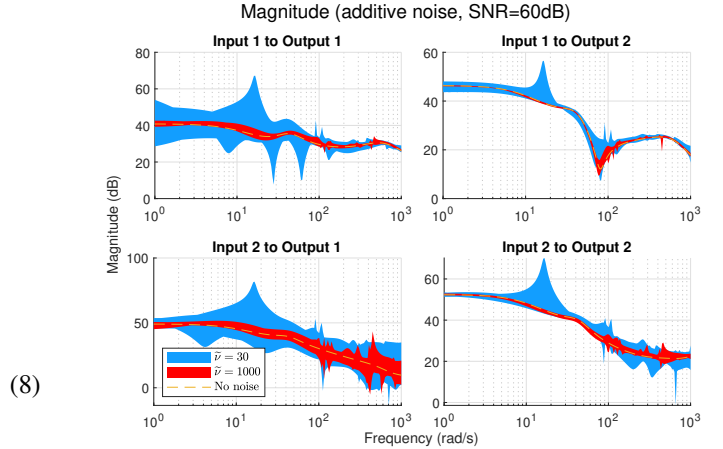 Magnitude (additive noise, SNR=60dB)
Input 1 to Output 1
Input 1 to Output 2
80
60
40
20
0
60
40
20
0
10^0 10^1 10^2 10^3
10^0 10^1 10^2 10^3
Magnitude (dB)
Input 2 to Output 1
Input 2 to Output 2
100
50
0
60
40
20
0
ν̃ = 30
ν̃ = 1000
No noise
(8)
10^0 10^1 10^2 10^3
10^0 10^1 10^2 10^3
Frequency (rad/s)